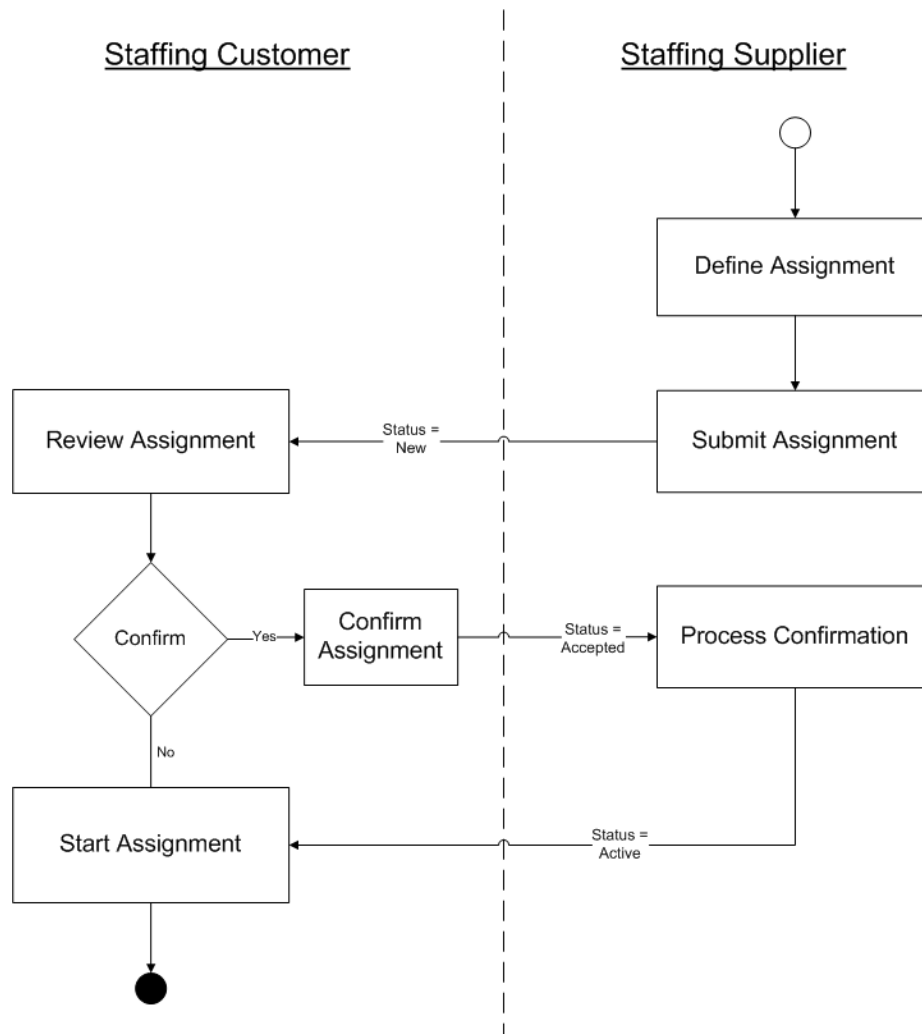 Staffing Customer
Staffing Supplier
Define Assignment
Review Assignment
Status =
New
Submit Assignment
Confirm
Yes
Confirm
Assignment
Status =
Accepted
Process Confirmation
No
Start Assignment
Status =
Active